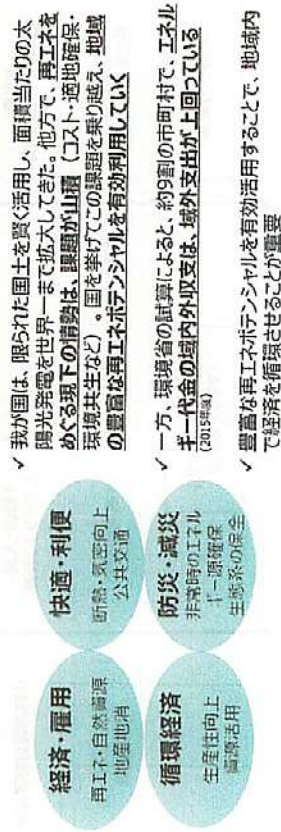 経済・雇用
再エネ・自然資源
地産地消
快適・利便
断熱・気密向上
公共交通
循環経済
生産性向上
資源活用
防災・減災
非常時のエネル
ギー源確保
生態系の保全
✓ 我が国は、限られた国土を賢く活用し、面積当たりの太
陽光発電を世界一まで拡大してきた。他方で、再エネを
めぐる現下の情勢は、課題が山積（コスト・適地確保・
環境共生など）。国を挙げてこの課題を乗り越え、地域
の豊富な再エネポテンシャルを有効利用していく
✓ 一方、環境省の試算によると、約9割の市町村で、エネル
ギー代金の域内外収支は、域外支出が上回っている
(2015年度)
✓ 豊富な再エネポテンシャルを有効活用することで、地域内
で経済を循環させることが重要